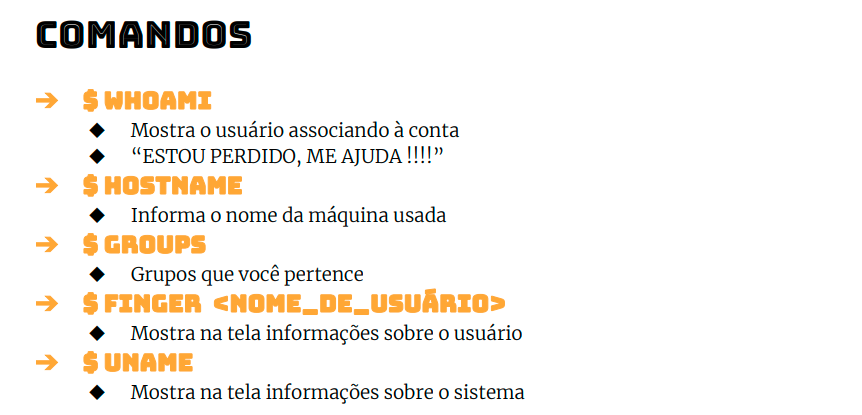 COMANDOS
➔ $ WHOAMI
◆ Mostra o usuário associando à conta
◆ “ESTOU PERDIDO, ME AJUDA !!!!”
➔ $ HOSTNAME
◆ Informa o nome da máquina usada
➔ $ GROUPS
◆ Grupos que você pertence
➔ $ FINGER <NOME_DE_USUÁRIO>
◆ Mostra na tela informações sobre o usuário
➔ $ UNAME
◆ Mostra na tela informações sobre o sistema